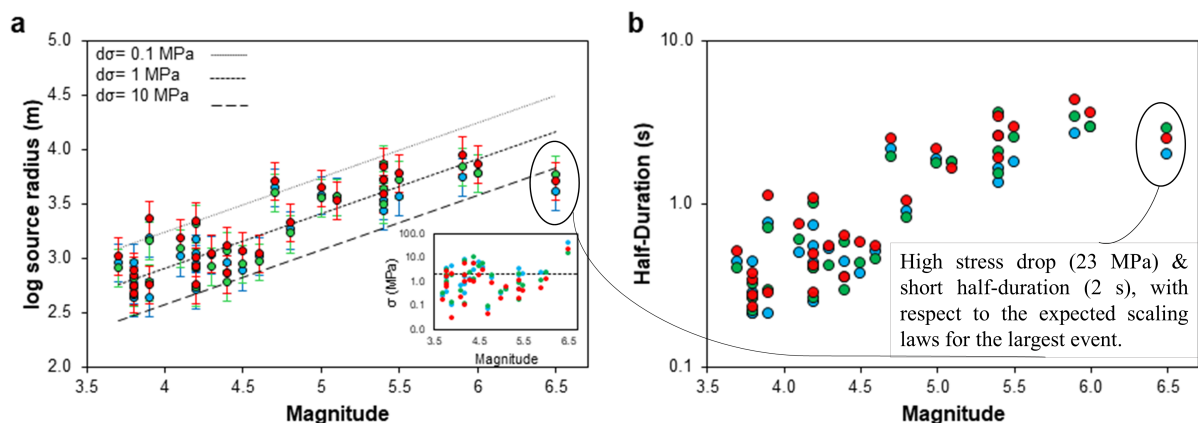 a
5.0
4.5
4.0
3.5
3.0
2.5
2.0
log source radius (m)
dσ= 0.1 MPa
dσ= 1 MPa
dσ= 10 MPa
3.5 4 4.5 5 5.5 6 6.5
Magnitude
σ (MPa)
100.0
10.0
1.0
0.1
0.0
3.5 4.5 5.5 6.5
Magnitude
b
10.0
1.0
0.1
Half-Duration (s)
3.5 4.0 4.5 5.0 5.5 6.0 6.5
Magnitude
High stress drop (23 MPa) &
short half-duration (2 s), with
respect to the expected scaling
laws for the largest event.